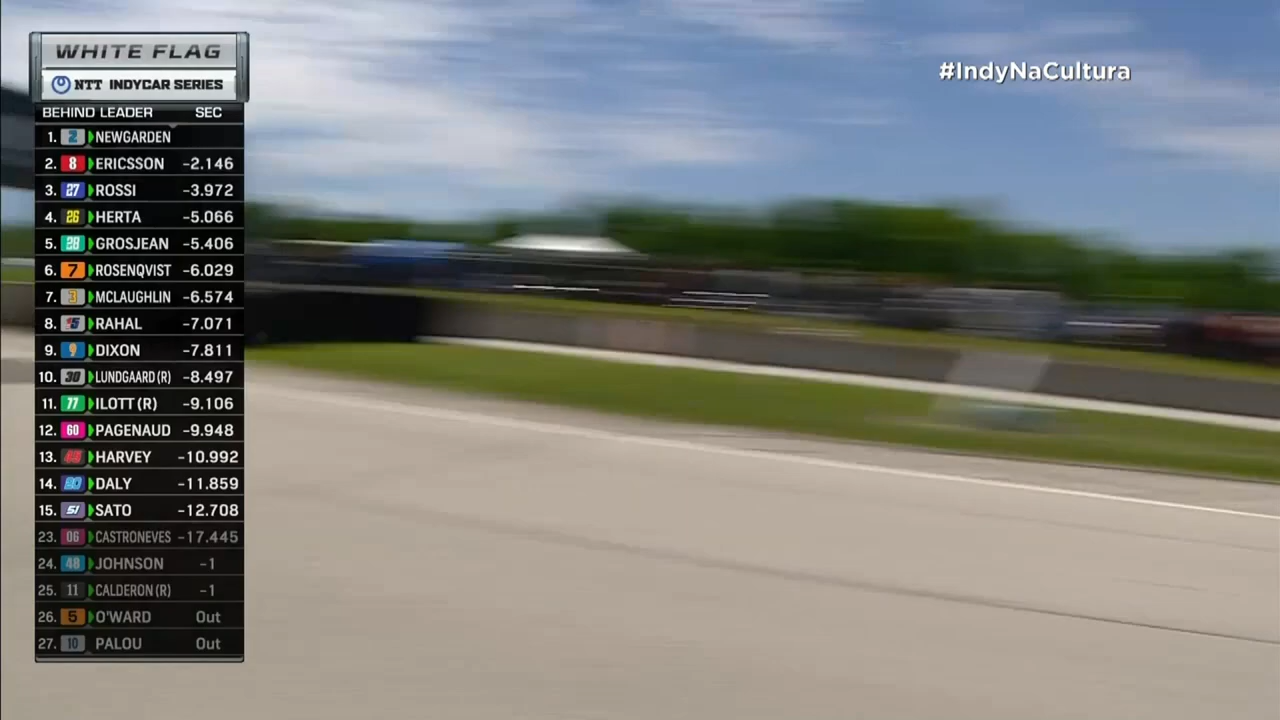 WHITE FLAG
NTT INDYCAR SERIES
BEHIND LEADER SEC
1. 2 NEWGARDEN
2. 8 ERICSSON -2.146
3. 27 ROSSI -3.972
4. 26 HERTA -5.066
5. 28 GROSJEAN -5.406
6. 7 ROSENQVIST -6.029
7. 3 MCLAUGHLIN -6.574
8. 15 RAHAL -7.071
9. 9 DIXON -7.811
10. 30 LUNDGAARD (R) -8.497
11. 77 ILOTT (R) -9.106
12. 60 PAGENAUD -9.948
13. 45 HARVEY -10.992
14. 20 DALY -11.859
15. 51 SATO -12.708
23. 06 CASTRONEVES -17.445
24. 48 JOHNSON -1
25. 11 CALDERON (R) -1
26. 5 O'WARD Out
27. 10 PALOU Out
#IndyNaCultura